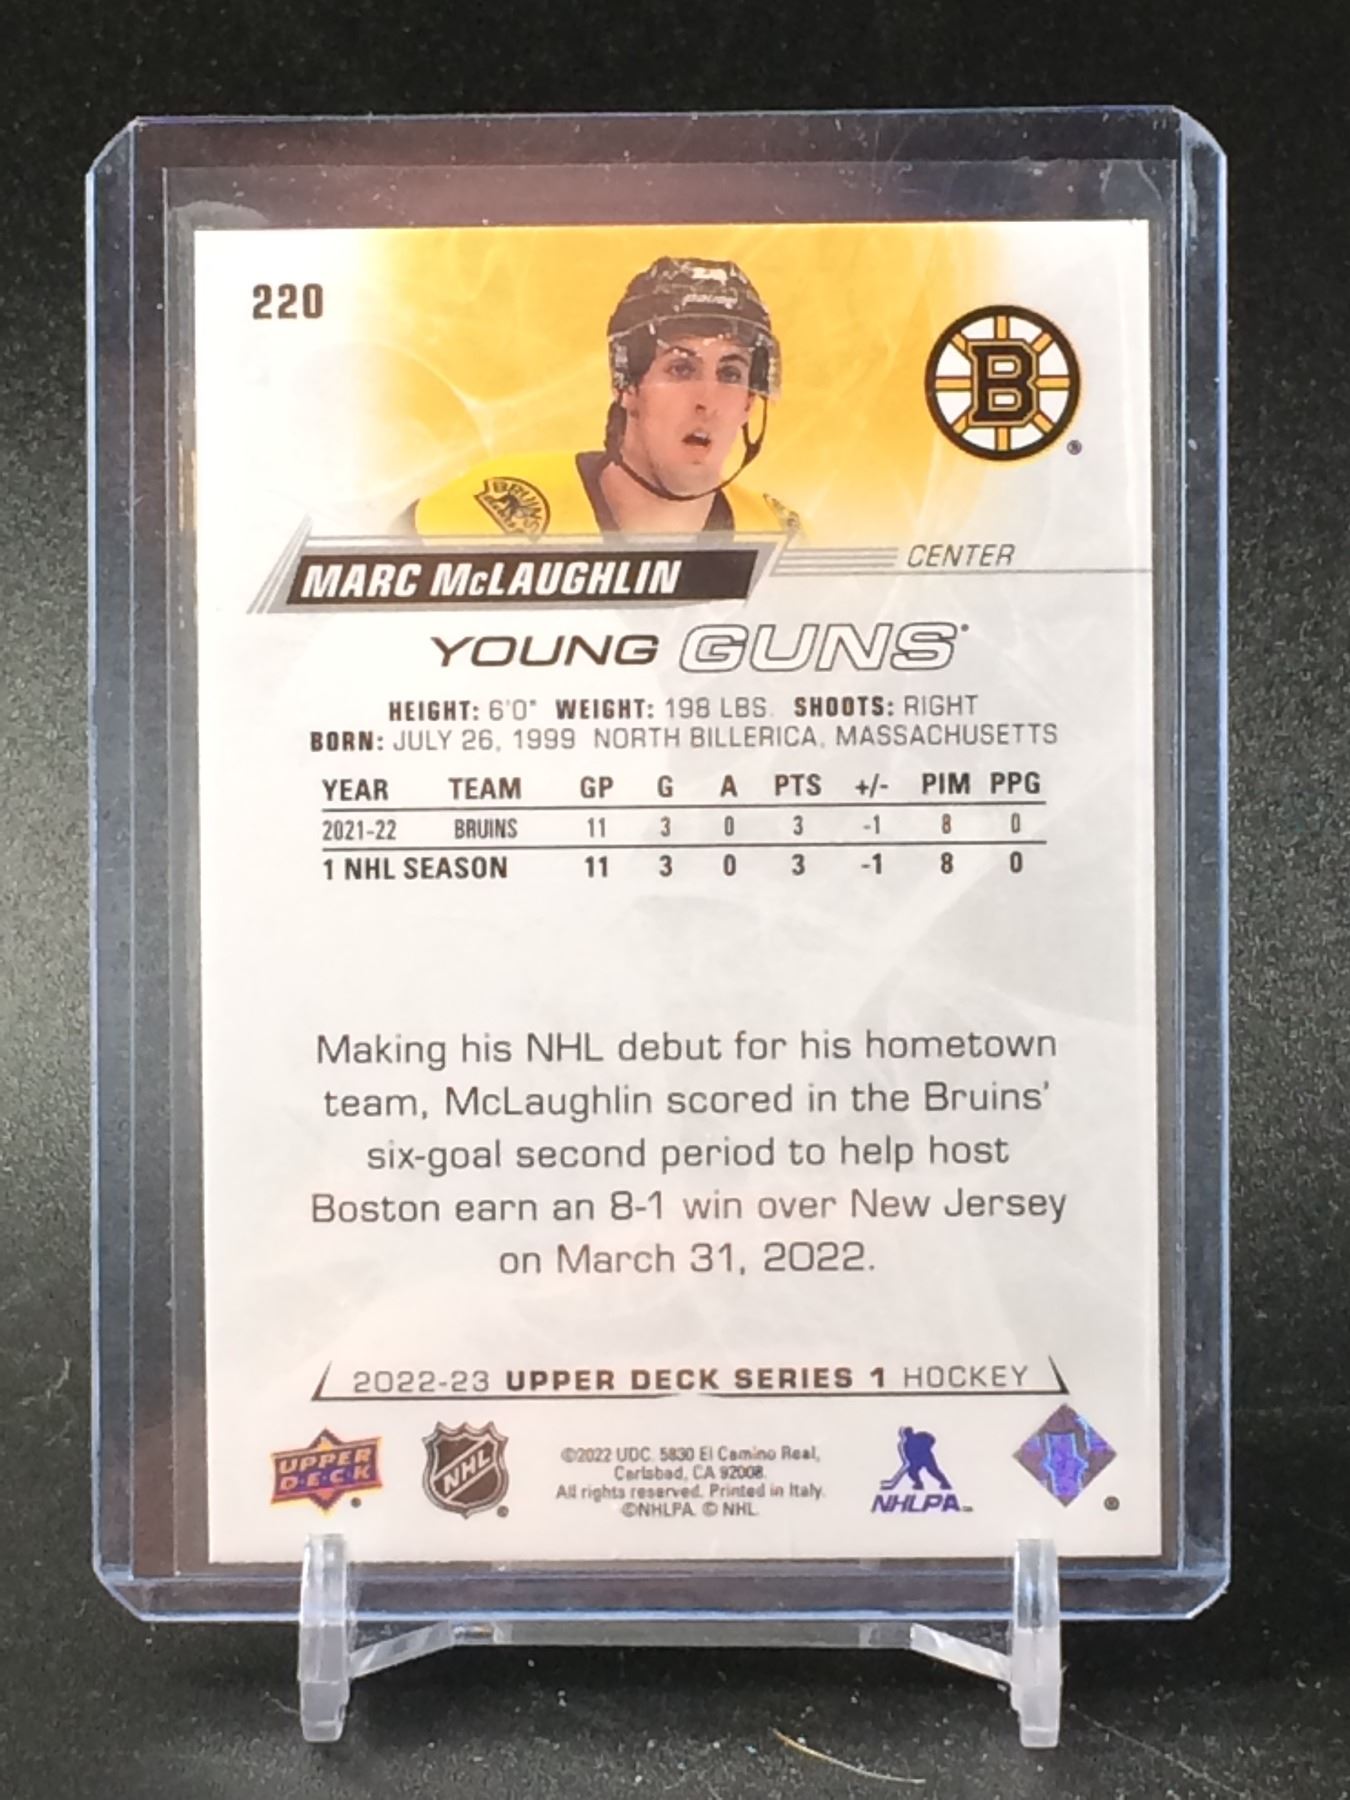 220
B
®
BRUINS
MARC McLAUGHLIN
CENTER
YOUNG GUNS®
HEIGHT: 6'0" WEIGHT: 198 LBS. SHOOTS: RIGHT
BORN: JULY 26, 1999 NORTH BILLERICA, MASSACHUSETTS
YEAR TEAM GP G A PTS +/- PIM PPG
2021-22 BRUINS 11 3 0 3 -1 8 0
1 NHL SEASON 11 3 0 3 -1 8 0
Making his NHL debut for his hometown
team, McLaughlin scored in the Bruins'
six-goal second period to help host
Boston earn an 8-1 win over New Jersey
on March 31, 2022.
2022-23 UPPER DECK SERIES 1 HOCKEY
UPPER
DECK
®
NHL
®
©2022 UDC. 5830 El Camino Real,
Carlsbad, CA 92008.
All rights reserved. Printed in Italy.
©NHLPA. © NHL.
NHLPA™
®